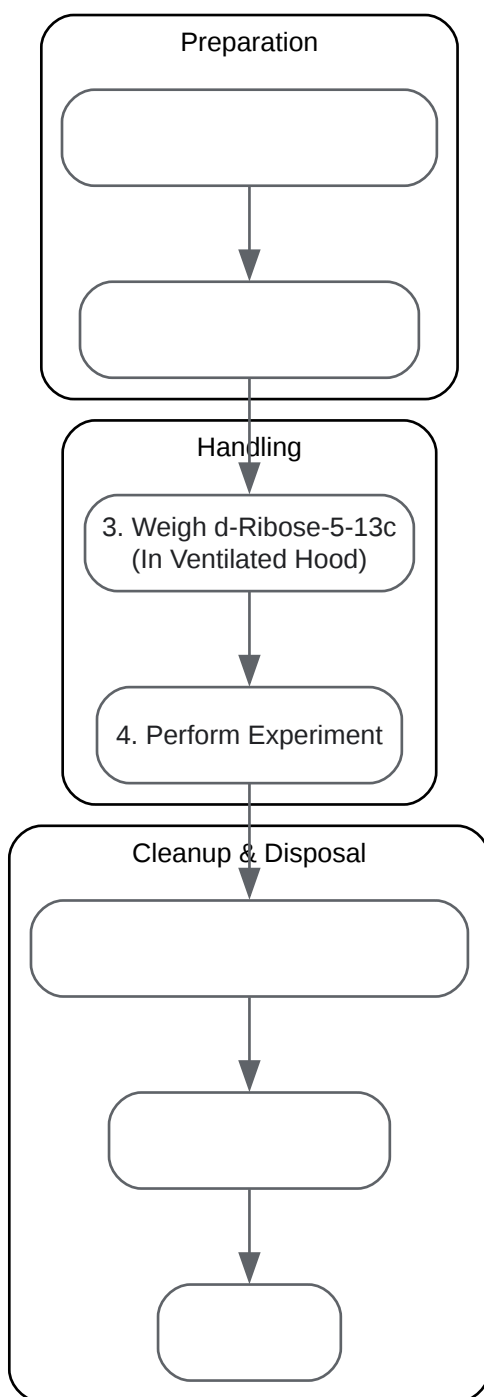 Preparation
Handling
3. Weigh d-Ribose-5-13c
(In Ventilated Hood)
4. Perform Experiment
Cleanup & Disposal